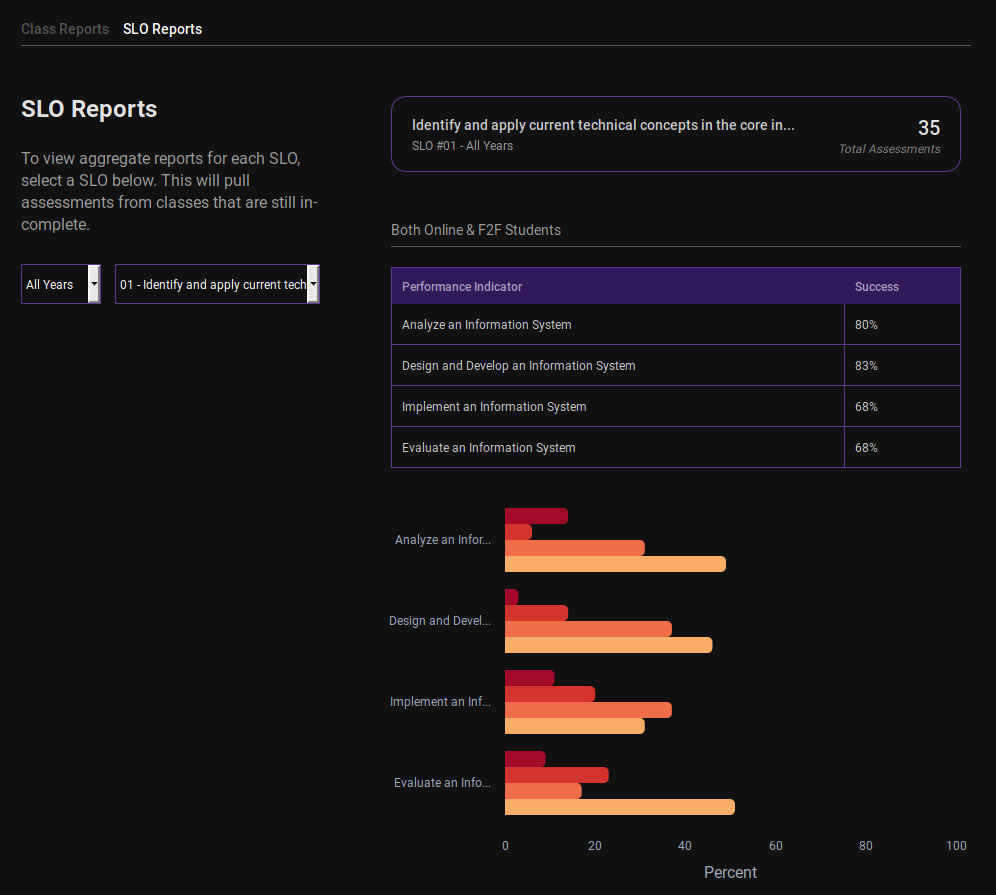 Class Reports SLO Reports
SLO Reports
To view aggregate reports for each SLO,
select a SLO below. This will pull
assessments from classes that are still in-
complete.
All Years 01 - Identify and apply current tech
Identify and apply current technical concepts in the core in...
SLO #01 - All Years
35
Total Assessments
Both Online & F2F Students
Performance Indicator Success
Analyze an Information System 80%
Design and Develop an Information System 83%
Implement an Information System 68%
Evaluate an Information System 68%
Analyze an Infor...
Design and Devel...
Implement an Inf...
Evaluate an Info...
0 20 40 60 80 100
Percent